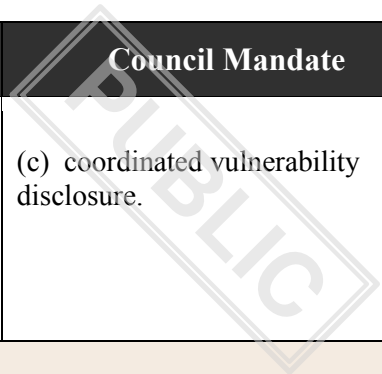 Council Mandate
(c) coordinated vulnerability
disclosure.
PUBLIC